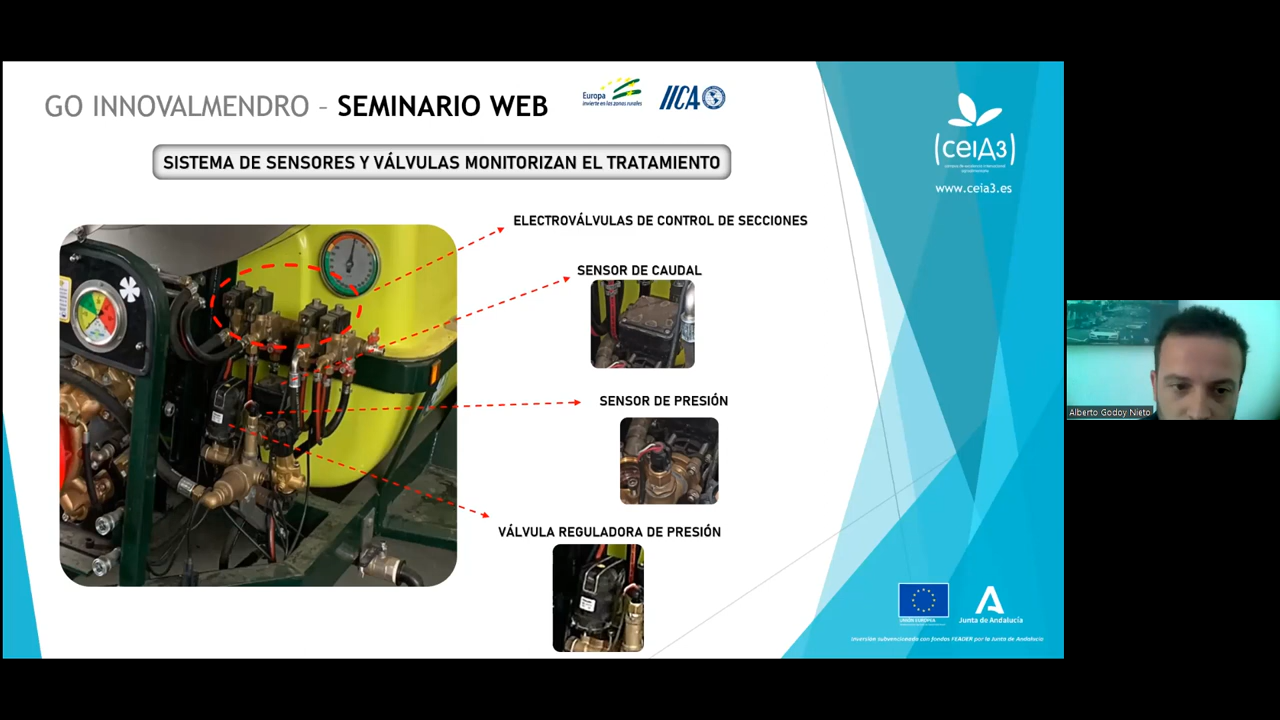 GO INNOVALMENDRO - SEMINARIO WEB
Europa
invierte en las zonas rurales
IICA
SISTEMA DE SENSORES Y VÁLVULAS MONITORIZAN EL TRATAMIENTO
(ceiA3)
www.ceia3.es
ELECTROVÁLVULAS DE CONTROL DE SECCIONES
SENSOR DE CAUDAL
SENSOR DE PRESIÓN
VÁLVULA REGULADORA DE PRESIÓN
Alberto Godoy Nieto
UNIÓN EUROPEA
Junta de Andalucía
Inversión subvencionada con fondos FEADER por la Junta de Andalucía